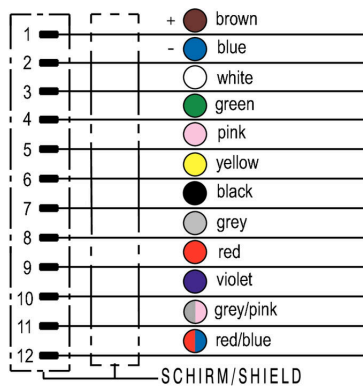 1 + brown
2 - blue
3 white
4 green
5 pink
6 yellow
7 black
8 grey
9 red
10 violet
11 grey/pink
12 red/blue
SCHIRM/SHIELD